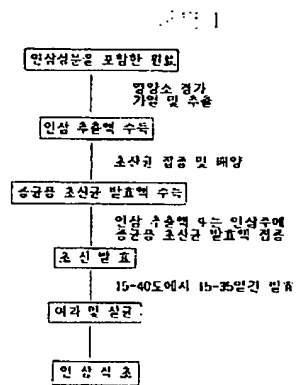 인삼성분을 포함한 원료
영양소 첨가
가열 및 추출
인삼 추출액 수득
초산균 접종 및 배양
종균용 초산균 발효액 수득
인삼 추출액 또는 인삼주에
종균용 초산균 발효액 접종
초산발효
15-40도에서 15-35일간 발효
여과 및 살균
인삼식초